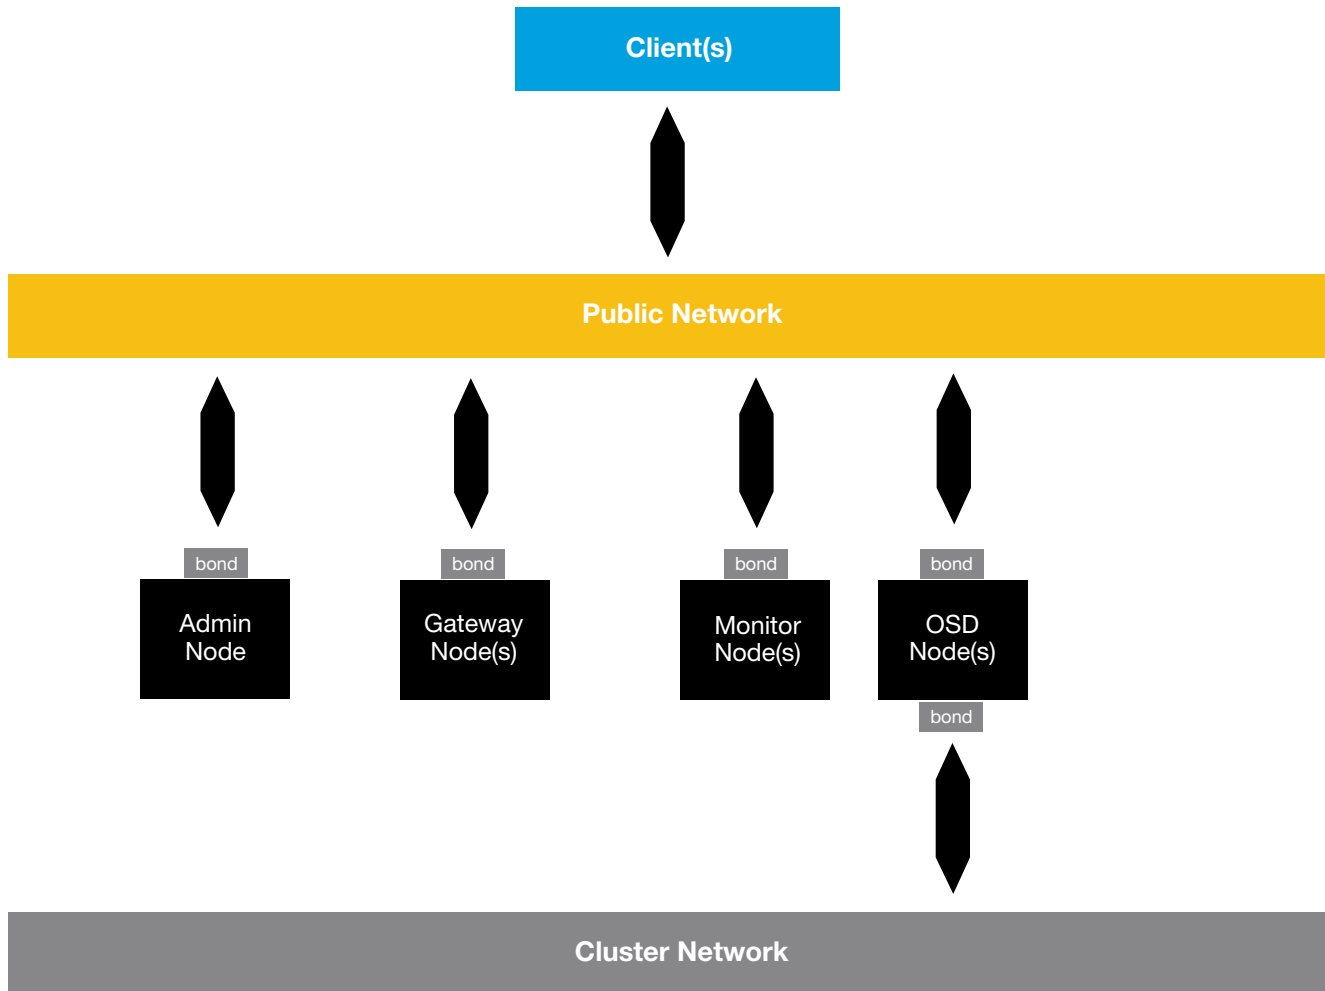 Client(s)
Public Network
bond
bond
bond
bond
Admin
Node
Gateway
Node(s)
Monitor
Node(s)
OSD
Node(s)
bond
Cluster Network